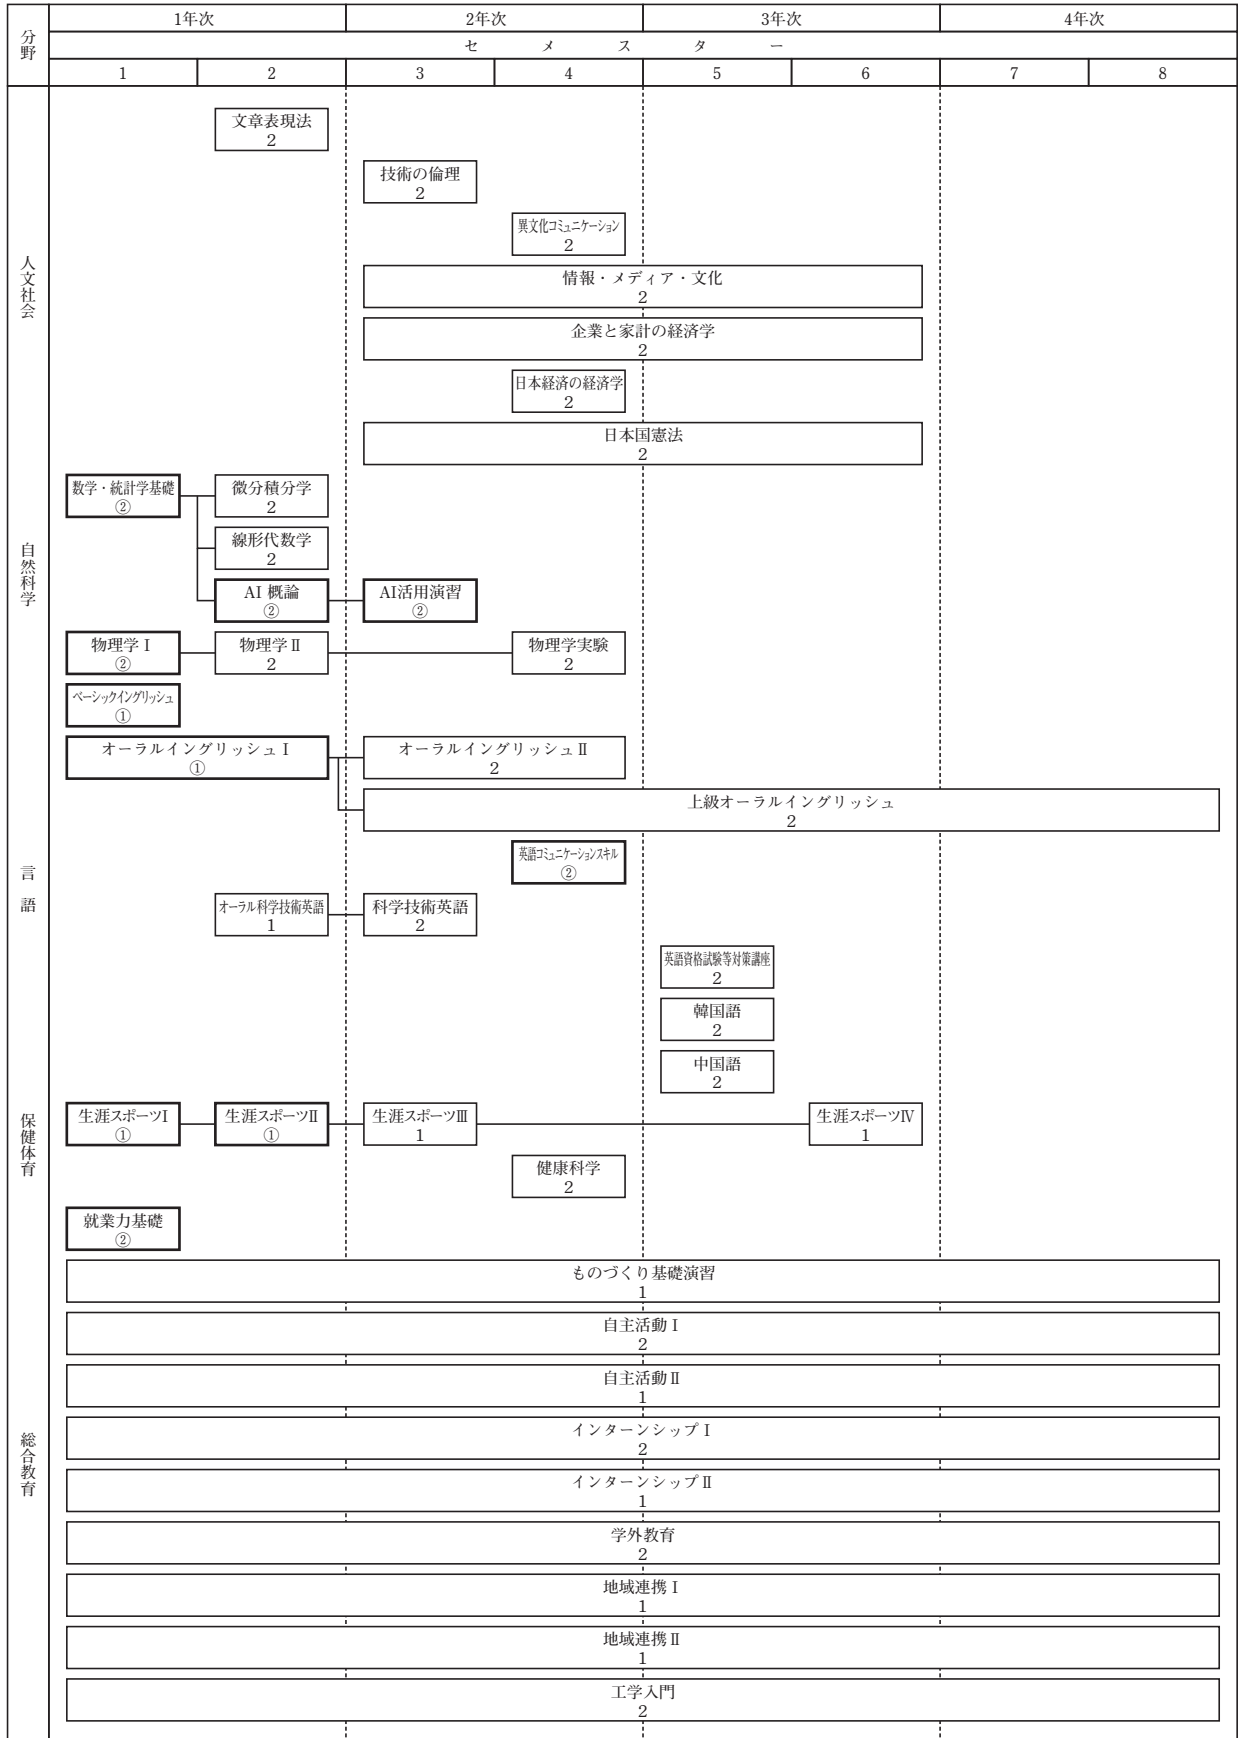 分野
1年次
2年次
3年次
4年次
セメスター
1
2
3
4
5
6
7
8
人文社会
文章表現法
2
技術の倫理
2
異文化コミュニケーション
2
情報・メディア・文化
2
企業と家計の経済学
2
日本経済の経済学
2
日本国憲法
2
自然科学
数学・統計学基礎
②
微分積分学
2
線形代数学
2
AI 概論
②
AI活用演習
②
物理学Ⅰ
②
物理学Ⅱ
2
物理学実験
2
言語
ベーシックイングリッシュ
①
オーラルイングリッシュⅠ
①
オーラルイングリッシュⅡ
2
上級オーラルイングリッシュ
2
英語コミュニケーションスキル
②
オーラル科学技術英語
1
科学技術英語
2
英語資格試験等対策講座
2
韓国語
2
中国語
2
保健体育
生涯スポーツⅠ
①
生涯スポーツⅡ
①
生涯スポーツⅢ
1
生涯スポーツⅣ
1
健康科学
2
総合教育
就業力基礎
②
ものづくり基礎演習
1
自主活動Ⅰ
2
自主活動Ⅱ
1
インターンシップⅠ
2
インターンシップⅡ
1
学外教育
2
地域連携Ⅰ
1
地域連携Ⅱ
1
工学入門
2